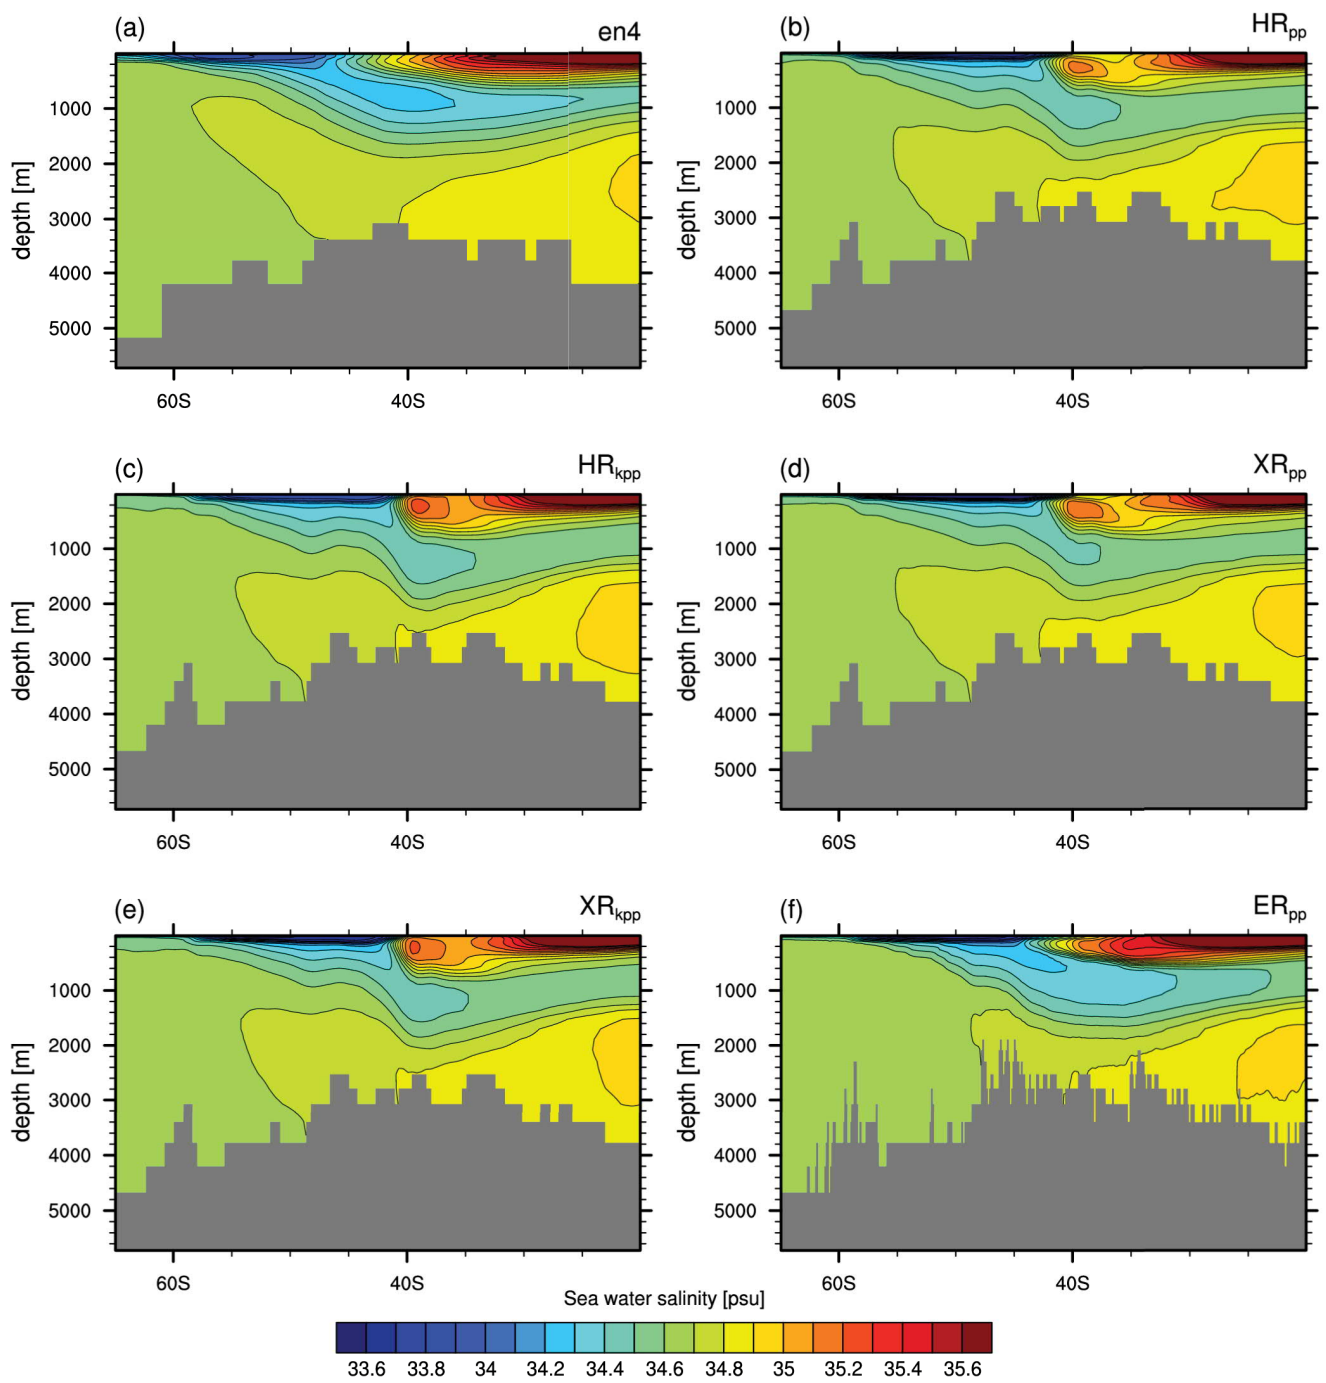 (a) en4
(b) HRpp
1000
2000
3000
4000
5000
depth [m]
60S 40S
1000
2000
3000
4000
5000
depth [m]
60S 40S
(c) HRkpp
(d) XRpp
1000
2000
3000
4000
5000
depth [m]
60S 40S
1000
2000
3000
4000
5000
depth [m]
60S 40S
(e) XRkpp
(f) ERpp
1000
2000
3000
4000
5000
depth [m]
60S 40S
1000
2000
3000
4000
5000
depth [m]
60S 40S
Sea water salinity [psu]
33.6 33.8 34 34.2 34.4 34.6 34.8 35 35.2 35.4 35.6